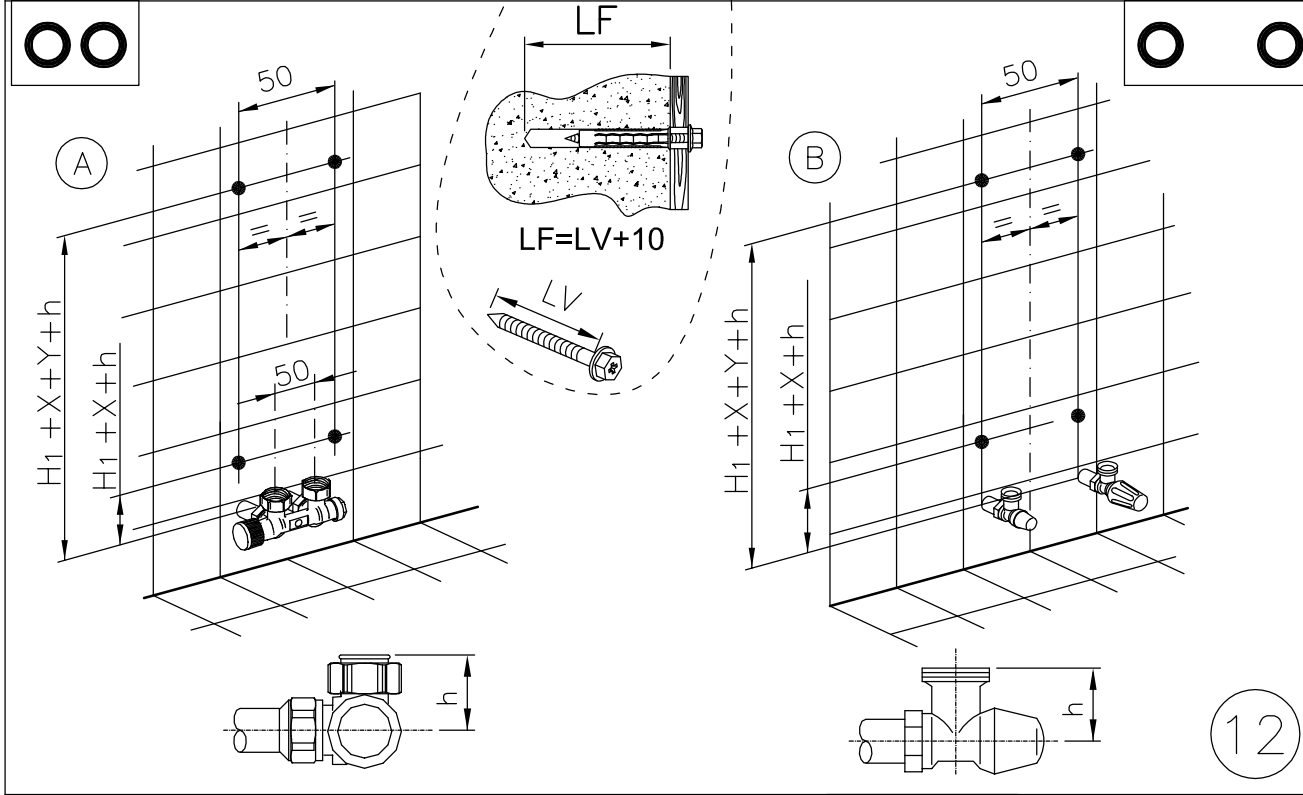 LF
50
A
= =
LF=LV+10
LV
H1 +X+Y+h
H1 +X+h
50
h
50
B
= =
H1 +X+Y+h
H1 +X+h
h
12